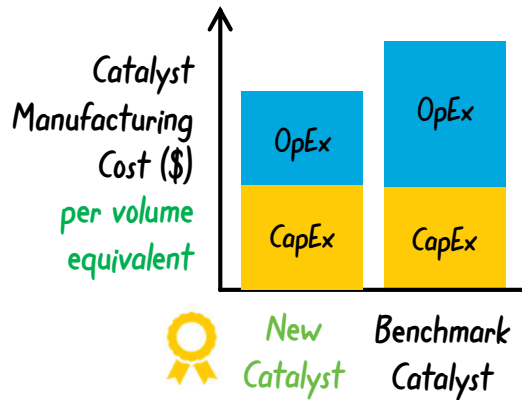 Catalyst
Manufacturing
Cost ($)
per volume
equivalent
OpEx
CapEx
OpEx
CapEx
New
Catalyst
Benchmark
Catalyst